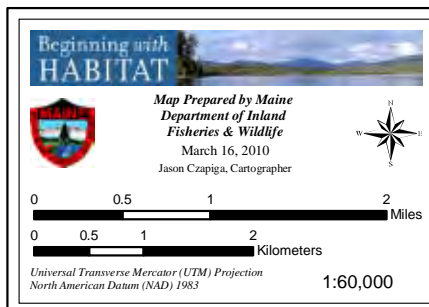 Beginning with
HABITAT
MAINE
Map Prepared by Maine
Department of Inland
Fisheries & Wildlife
March 16, 2010
Jason Czapiga, Cartographer
N
W E
S
0 0.5 1 2
Miles
0 0.5 1 2
Kilometers
Universal Transverse Mercator (UTM) Projection
North American Datum (NAD) 1983
1:60,000